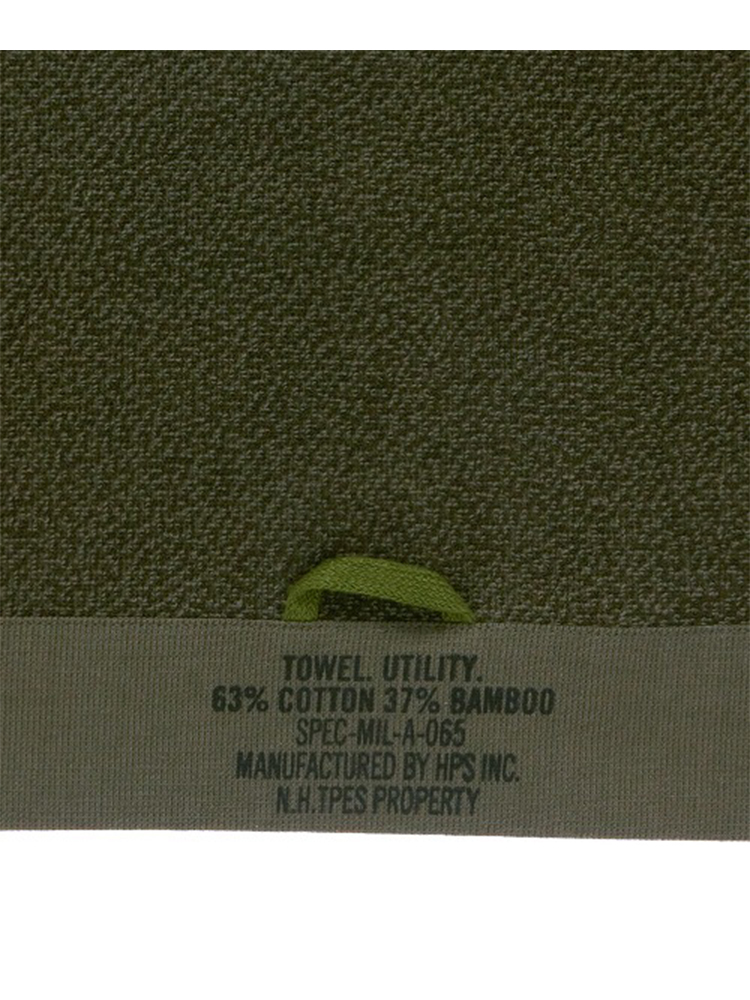 TOWEL. UTILITY.
63% COTTON 37% BAMBOO
SPEC-MIL-A-065
MANUFACTURED BY HPS INC.
N.H.TPES PROPERTY